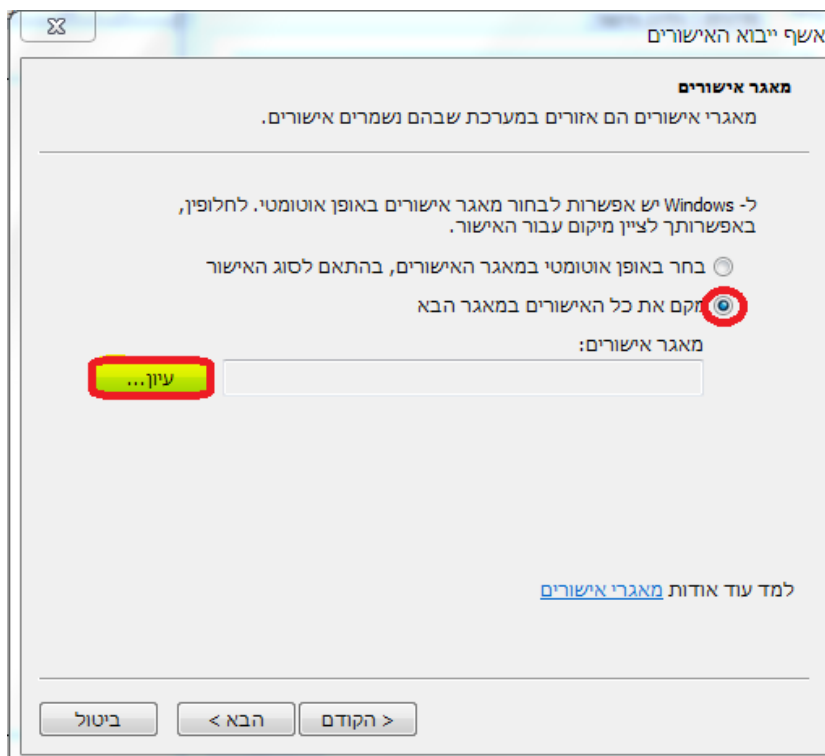 אשף ייבוא האישורים
מאגר אישורים
מאגרי אישורים הם אזורים במערכת שבהם נשמרים אישורים.
ל- Windows יש אפשרות לבחור מאגר אישורים באופן אוטומטי. לחלופין,
באפשרותך לציין מיקום עבור האישור.
בחר באופן אוטומטי במאגר האישורים, בהתאם לסוג האישור
מקם את כל האישורים במאגר הבא
מאגר אישורים:
עיון...
למד עוד אודות מאגרי אישורים
< הקודם
הבא >
ביטול